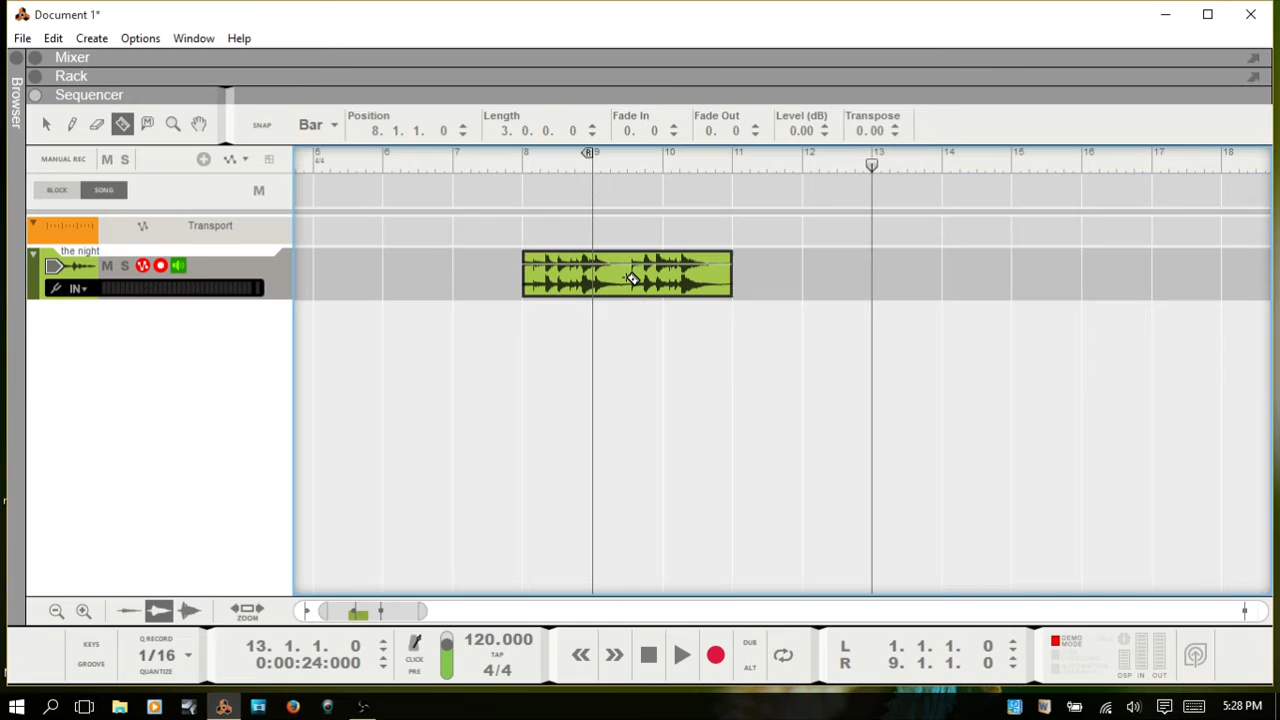 Document 1*
File Edit Create Options Window Help
Mixer
Rack
Sequencer
Browser
SNAP Bar Position 8. 1. 1. 0 Length 3. 0. 0. 0 Fade In 0. 0 Fade Out 0. 0 Level (dB) 0.00 Transpose 0.00
MANUAL REC M S
5 6 7 8 R 9 10 11 12 13 14 15 16 17 18
4/4
BLOCK SONG M
Transport
the night
M S
IN
ZOOM
KEYS
GROOVE
Q RECORD
1/16
QUANTIZE
13. 1. 1. 0
0:00:24:000
CLICK
PRE
120.000
TAP
4/4
DUB
ALT
L 1. 1. 1. 0
R 9. 1. 1. 0
DEMO
MODE
DSP IN OUT
5:28 PM